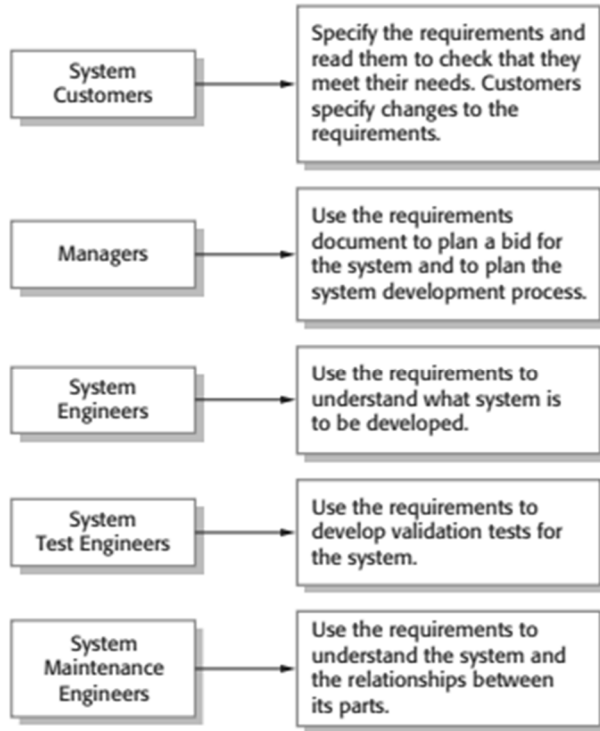 System
Customers
Specify the requirements and
read them to check that they
meet their needs. Customers
specify changes to the
requirements.
Managers
Use the requirements
document to plan a bid for
the system and to plan the
system development process.
System
Engineers
Use the requirements to
understand what system is
to be developed.
System
Test Engineers
Use the requirements to
develop validation tests for
the system.
System
Maintenance
Engineers
Use the requirements to
understand the system and
the relationships between
its parts.